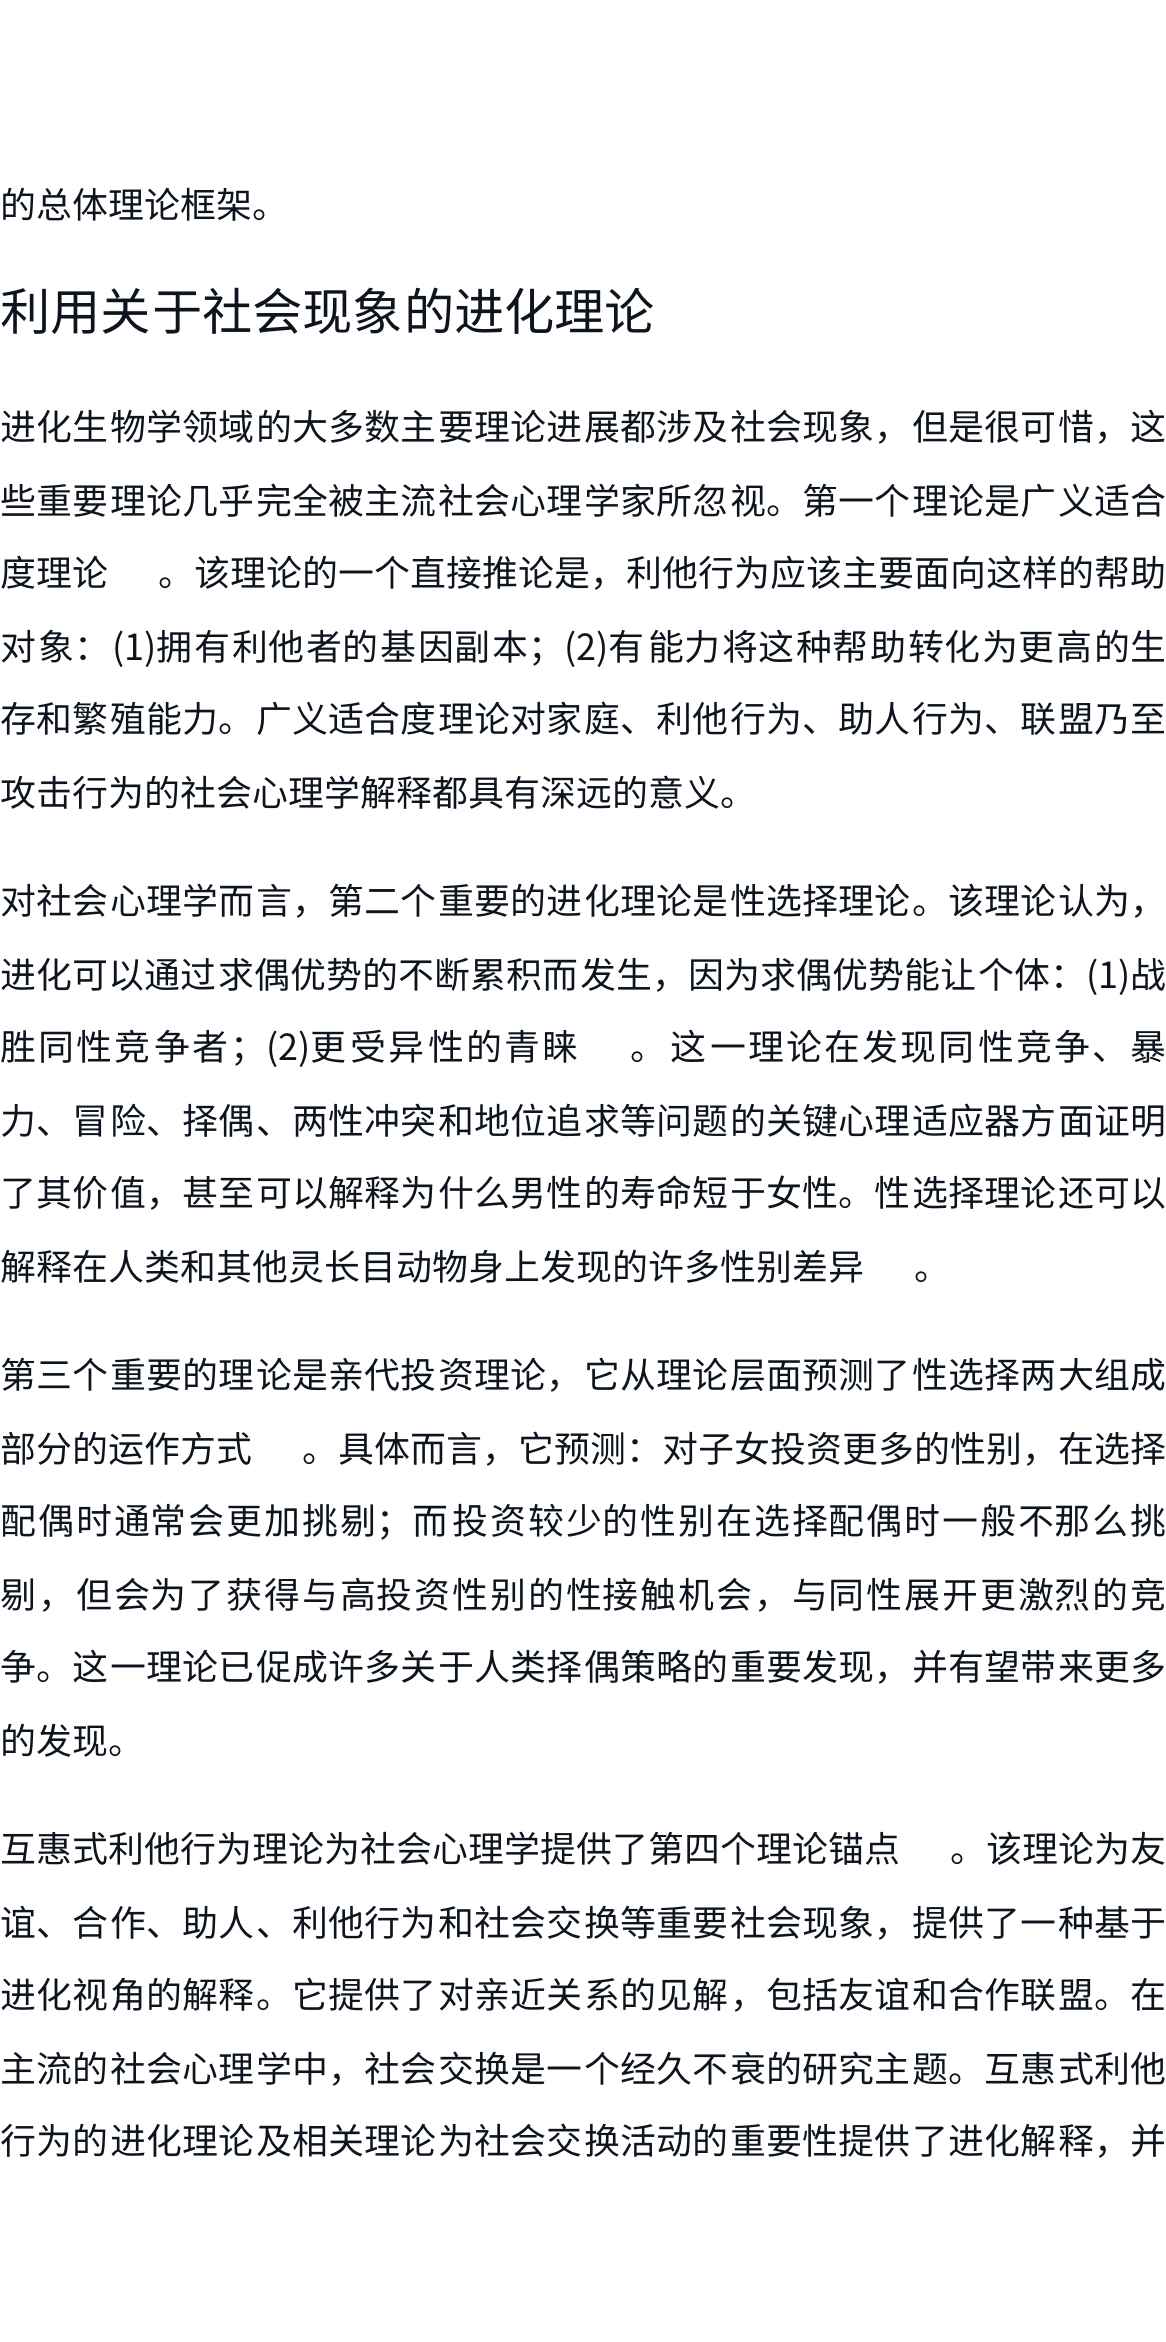 的总体理论框架。
利用关于社会现象的进化理论
进化生物学领域的大多数主要理论进展都涉及社会现象，但是很可惜，这
些重要理论几乎完全被主流社会心理学家所忽视。第一个理论是广义适合
度理论 。该理论的一个直接推论是，利他行为应该主要面向这样的帮助
对象：(1)拥有利他者的基因副本；(2)有能力将这种帮助转化为更高的生
存和繁殖能力。广义适合度理论对家庭、利他行为、助人行为、联盟乃至
攻击行为的社会心理学解释都具有深远的意义。
对社会心理学而言，第二个重要的进化理论是性选择理论。该理论认为，
进化可以通过求偶优势的不断累积而发生，因为求偶优势能让个体：(1)战
胜同性竞争者；(2)更受异性的青睐 。这一理论在发现同性竞争、暴
力、冒险、择偶、两性冲突和地位追求等问题的关键心理适应器方面证明
了其价值，甚至可以解释为什么男性的寿命短于女性。性选择理论还可以
解释在人类和其他灵长目动物身上发现的许多性别差异 。
第三个重要的理论是亲代投资理论，它从理论层面预测了性选择两大组成
部分的运作方式 。具体而言，它预测：对子女投资更多的性别，在选择
配偶时通常会更加挑剔；而投资较少的性别在选择配偶时一般不那么挑
剔，但会为了获得与高投资性别的性接触机会，与同性展开更激烈的竞
争。这一理论已促成许多关于人类择偶策略的重要发现，并有望带来更多
的发现。
互惠式利他行为理论为社会心理学提供了第四个理论锚点 。该理论为友
谊、合作、助人、利他行为和社会交换等重要社会现象，提供了一种基于
进化视角的解释。它提供了对亲近关系的见解，包括友谊和合作联盟。在
主流的社会心理学中，社会交换是一个经久不衰的研究主题。互惠式利他
行为的进化理论及相关理论为社会交换活动的重要性提供了进化解释，并